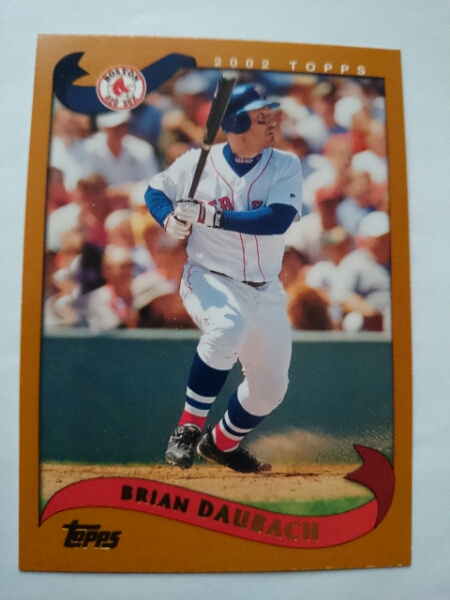 2002 TOPPS
BOSTON
RED SOX
BRIAN DAUBACH
Topps